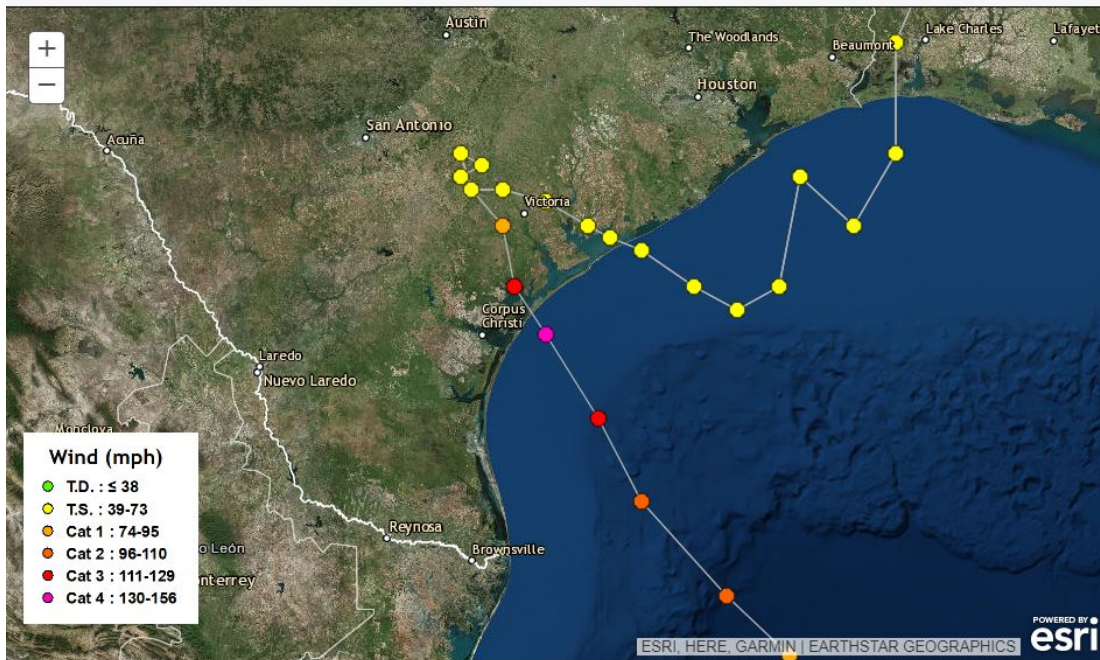 +
−
Austin
The Woodlands
Beaumont
Lake Charles
Lafayet
Houston
Acuña
San Antonio
Victoria
Corpus
Christi
Laredo
Nuevo Laredo
Monclova
Wind (mph)
T.D. : ≤ 38
T.S. : 39-73
Cat 1 : 74-95
Cat 2 : 96-110
Cat 3 : 111-129
Cat 4 : 130-156
Reynosa
Brownsville
o León
onterrey
POWERED BY
esri
ESRI, HERE, GARMIN | EARTHSTAR GEOGRAPHICS